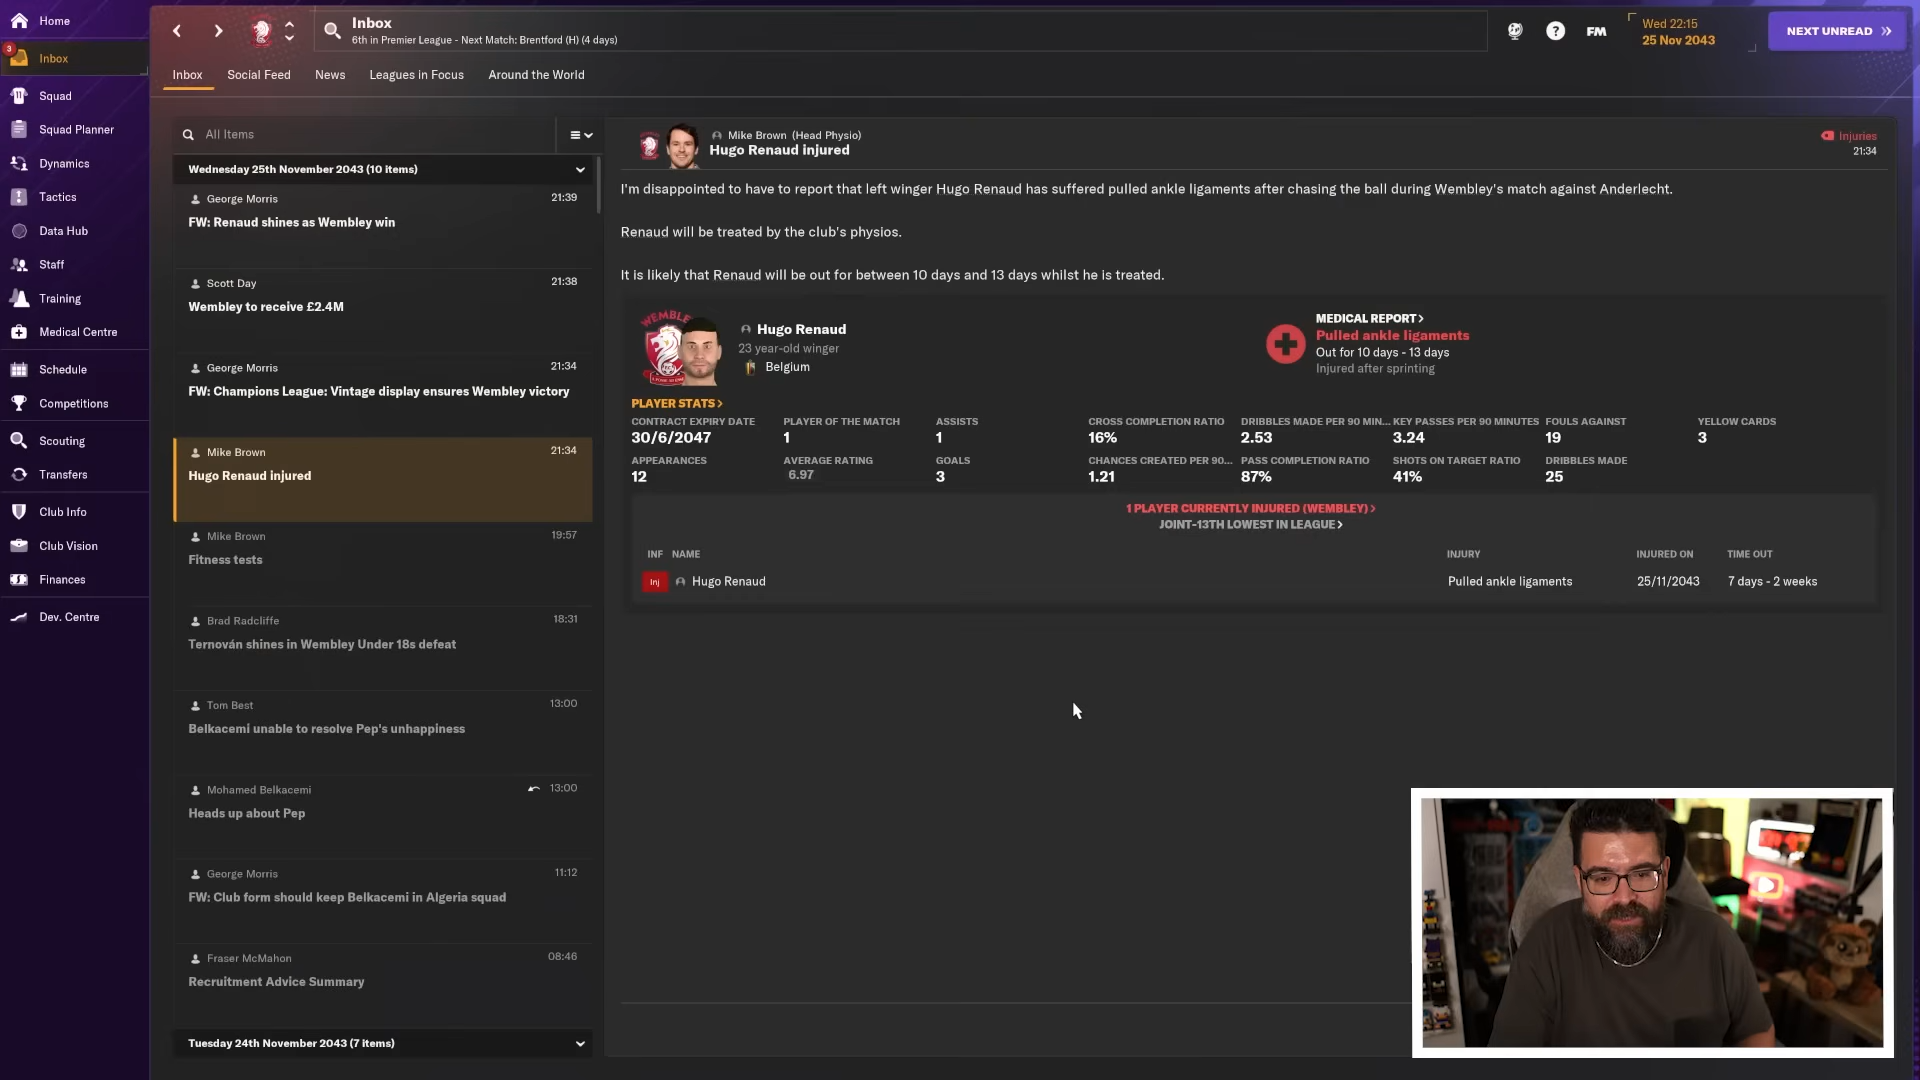 Home
3
Inbox
Squad
Squad Planner
Dynamics
Tactics
Data Hub
Staff
Training
Medical Centre
Schedule
Competitions
Scouting
Transfers
Club Info
Club Vision
Finances
Dev. Centre
Inbox
6th in Premier League - Next Match: Brentford (H) (4 days)
FM
Wed 22:15
25 Nov 2043
NEXT UNREAD
Inbox
Social Feed
News
Leagues in Focus
Around the World
All Items
Wednesday 25th November 2043 (10 items)
George Morris 21:39
FW: Renaud shines as Wembley win
Scott Day 21:38
Wembley to receive £2.4M
George Morris 21:34
FW: Champions League: Vintage display ensures Wembley victory
Mike Brown 21:34
Hugo Renaud injured
Mike Brown 19:57
Fitness tests
Brad Radcliffe 18:31
Ternován shines in Wembley Under 18s defeat
Tom Best 13:00
Belkacemi unable to resolve Pep's unhappiness
Mohamed Belkacemi 13:00
Heads up about Pep
George Morris 11:12
FW: Club form should keep Belkacemi in Algeria squad
Fraser McMahon 08:46
Recruitment Advice Summary
Tuesday 24th November 2043 (7 items)
Mike Brown (Head Physio)
Hugo Renaud injured
Injuries
21:34
I'm disappointed to have to report that left winger Hugo Renaud has suffered pulled ankle ligaments after chasing the ball during Wembley's match against Anderlecht.
Renaud will be treated by the club's physios.
It is likely that Renaud will be out for between 10 days and 13 days whilst he is treated.
WEMBLE
Hugo Renaud
23 year-old winger
Belgium
MEDICAL REPORT >
Pulled ankle ligaments
Out for 10 days - 13 days
Injured after sprinting
PLAYER STATS >
CONTRACT EXPIRY DATE PLAYER OF THE MATCH ASSISTS CROSS COMPLETION RATIO DRIBBLES MADE PER 90 MIN... KEY PASSES PER 90 MINUTES FOULS AGAINST YELLOW CARDS
30/6/2047 1 1 16% 2.53 3.24 19 3
APPEARANCES AVERAGE RATING GOALS CHANCES CREATED PER 90... PASS COMPLETION RATIO SHOTS ON TARGET RATIO DRIBBLES MADE
12 6.97 3 1.21 87% 41% 25
1 PLAYER CURRENTLY INJURED (WEMBLEY) >
JOINT-13TH LOWEST IN LEAGUE >
INF NAME INJURY INJURED ON TIME OUT
Inj Hugo Renaud Pulled ankle ligaments 25/11/2043 7 days - 2 weeks